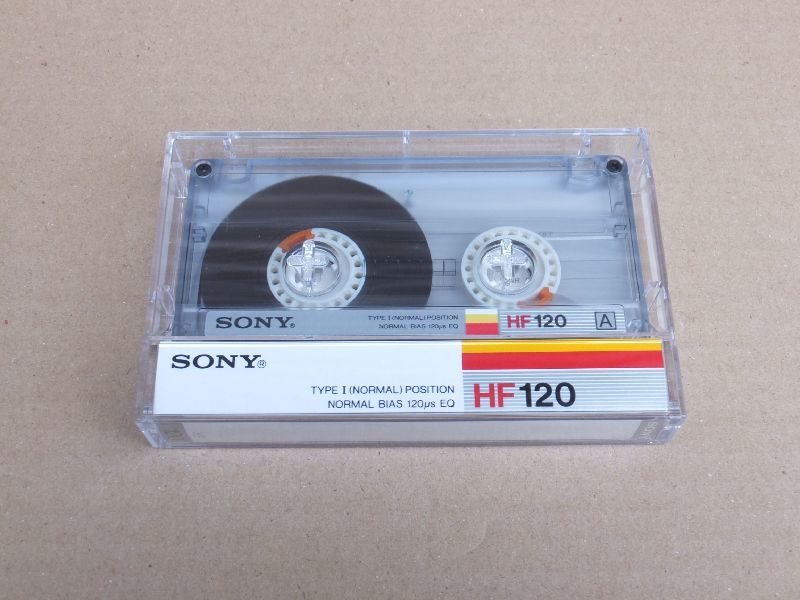 SONY®
TYPE I (NORMAL) POSITION
NORMAL BIAS 120µs EQ
HF 120
A
SONY®
TYPE I (NORMAL) POSITION
NORMAL BIAS 120µs EQ
HF 120
SONY